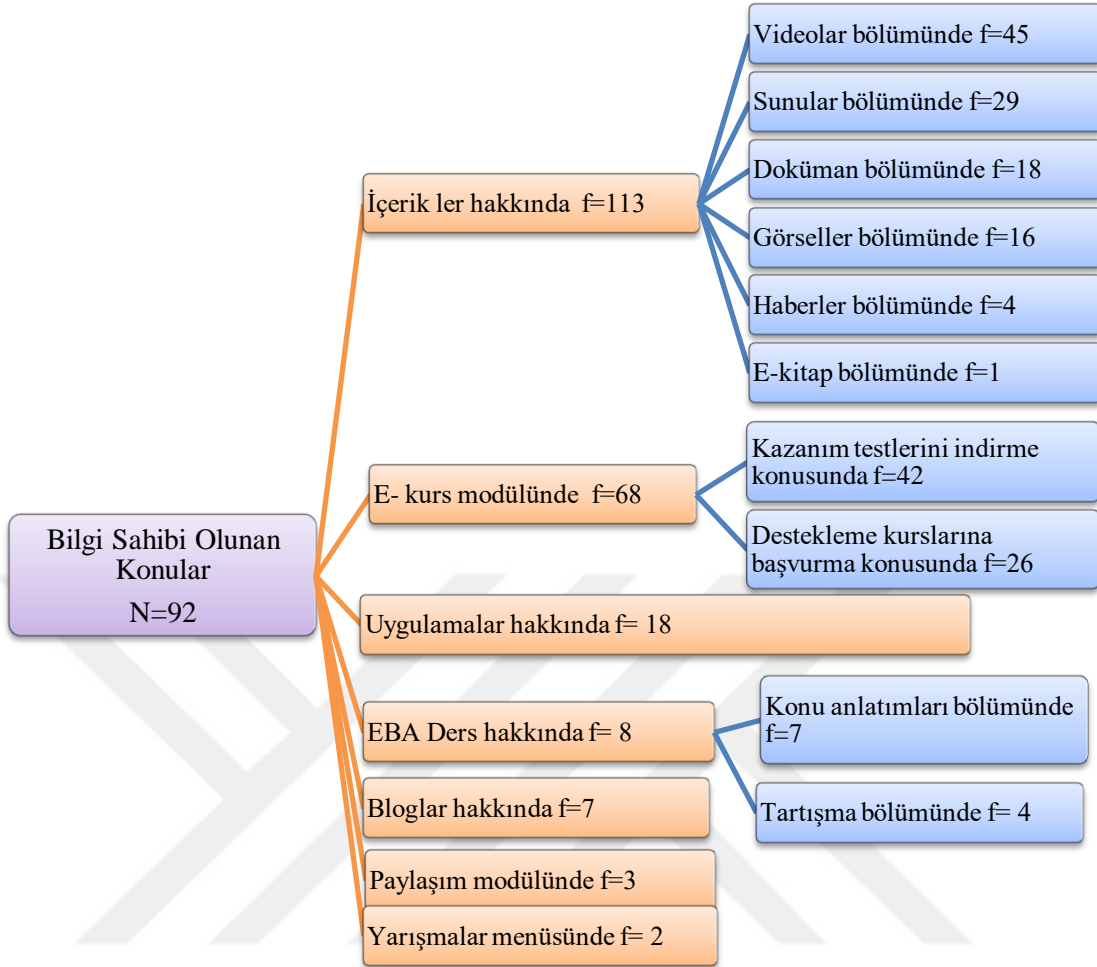 Bilgi Sahibi Olunan
Konular
N=92
İçerik ler hakkında f=113
Videolar bölümünde f=45
Sunular bölümünde f=29
Doküman bölümünde f=18
Görseller bölümünde f=16
Haberler bölümünde f=4
E-kitap bölümünde f=1
E- kurs modülünde f=68
Kazanım testlerini indirme
konusunda f=42
Destekleme kurslarına
başvurma konusunda f=26
Uygulamalar hakkında f= 18
EBA Ders hakkında f= 8
Konu anlatımları bölümünde
f=7
Tartışma bölümünde f= 4
Bloglar hakkında f=7
Paylaşım modülünde f=3
Yarışmalar menüsünde f= 2